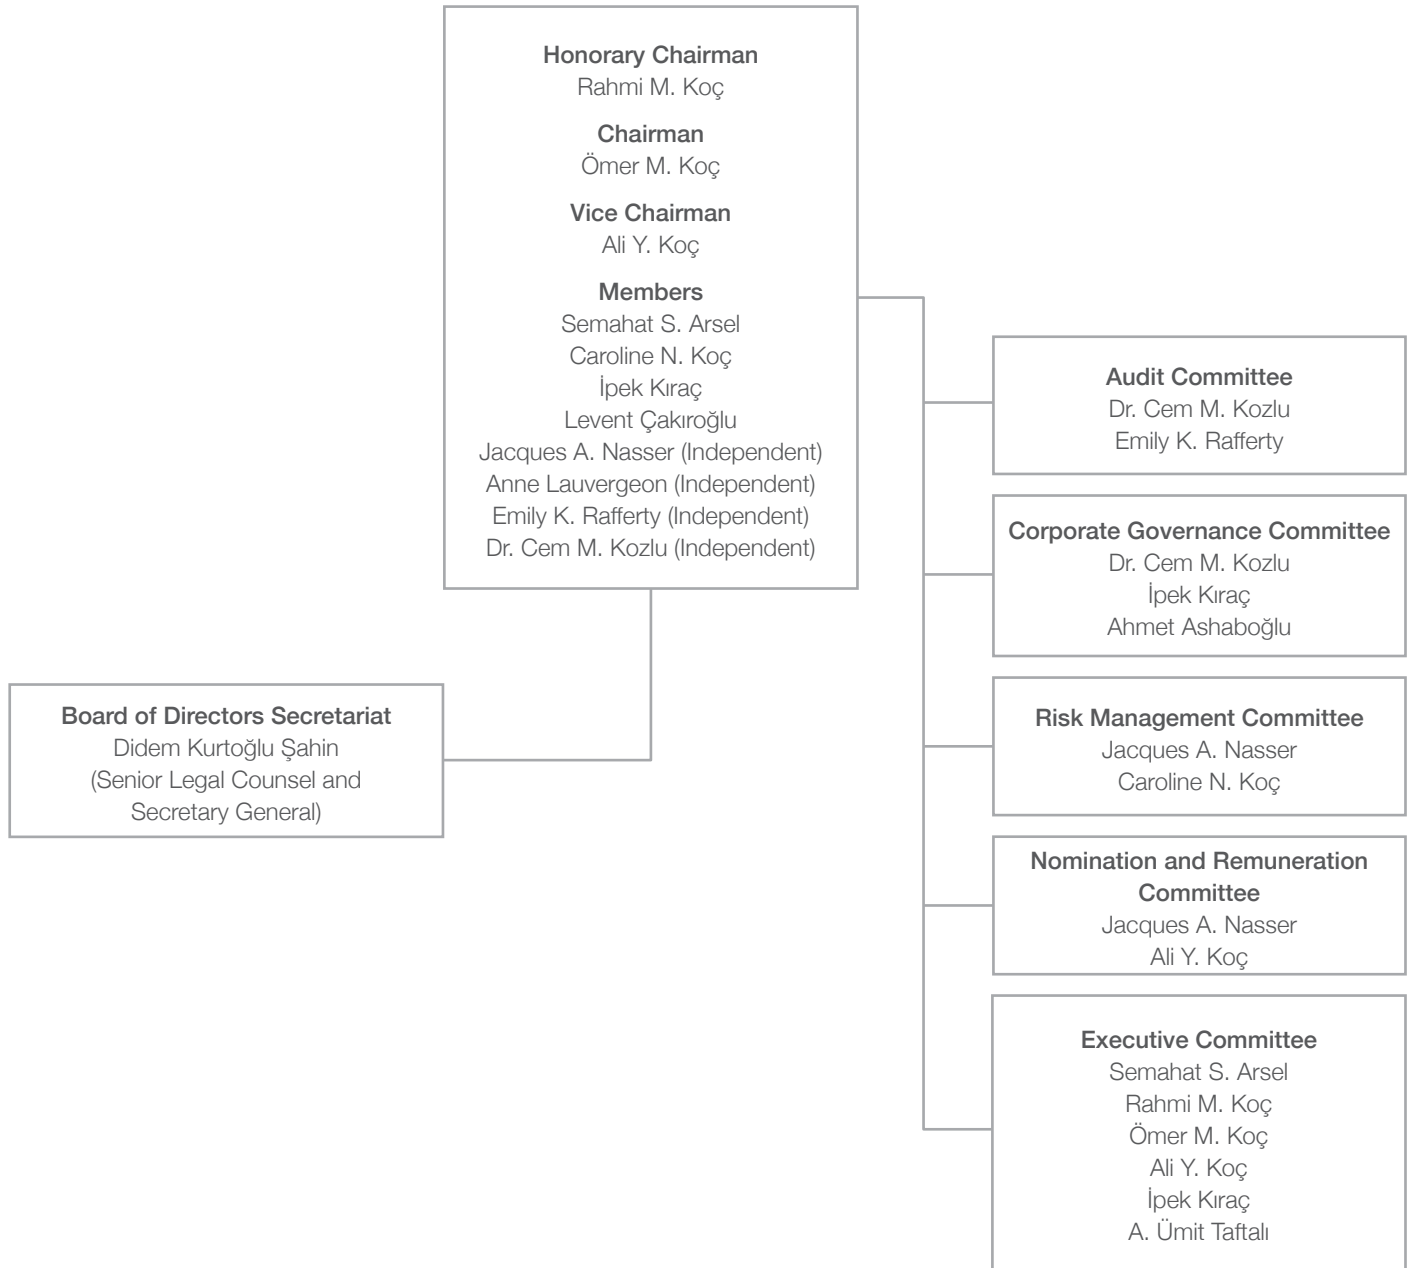 Honorary Chairman
Rahmi M. Koç
Chairman
Ömer M. Koç
Vice Chairman
Ali Y. Koç
Members
Semahat S. Arsel
Caroline N. Koç
İpek Kıraç
Levent Çakıroğlu
Jacques A. Nasser (Independent)
Anne Lauvergeon (Independent)
Emily K. Rafferty (Independent)
Dr. Cem M. Kozlu (Independent)
Board of Directors Secretariat
Didem Kurtoğlu Şahin
(Senior Legal Counsel and
Secretary General)
Audit Committee
Dr. Cem M. Kozlu
Emily K. Rafferty
Corporate Governance Committee
Dr. Cem M. Kozlu
İpek Kıraç
Ahmet Ashaboğlu
Risk Management Committee
Jacques A. Nasser
Caroline N. Koç
Nomination and Remuneration
Committee
Jacques A. Nasser
Ali Y. Koç
Executive Committee
Semahat S. Arsel
Rahmi M. Koç
Ömer M. Koç
Ali Y. Koç
İpek Kıraç
A. Ümit Taftalı